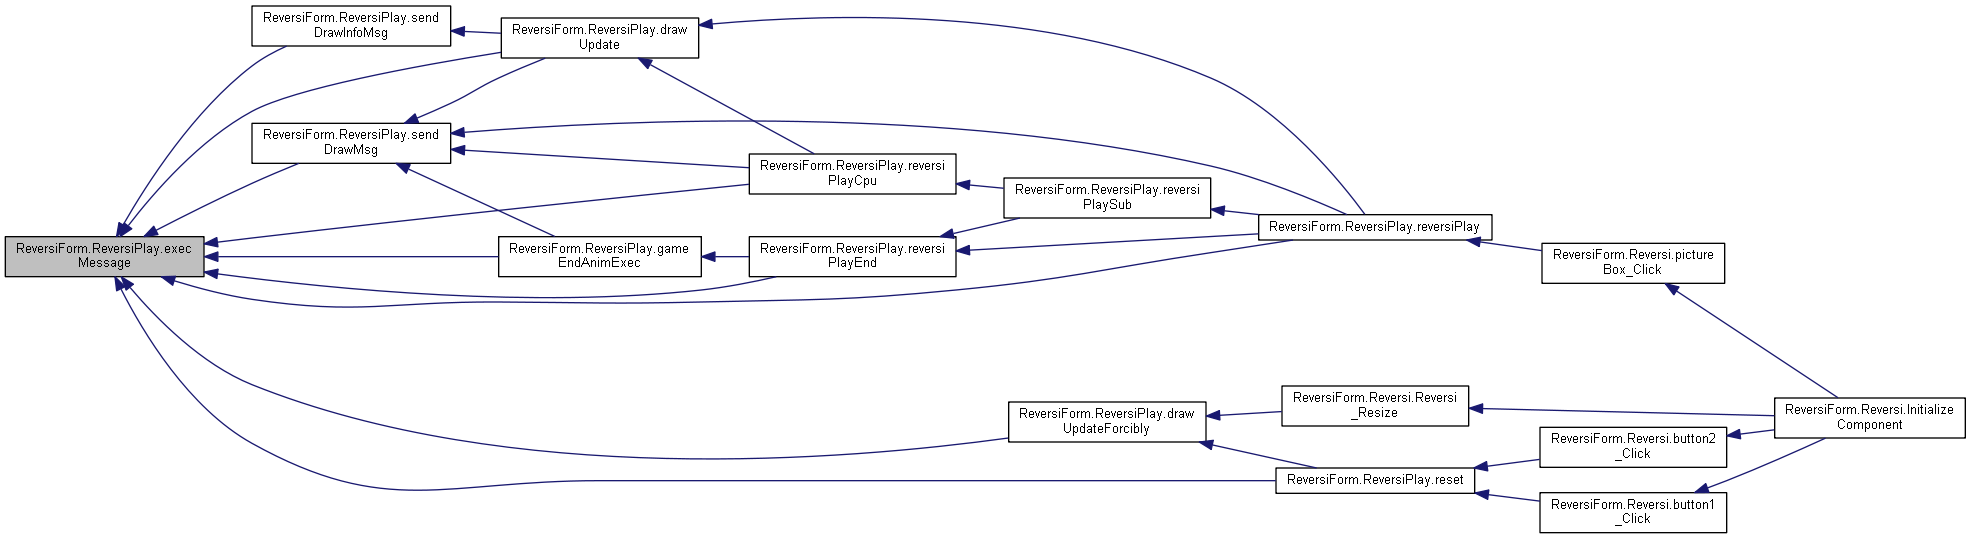 ReversiForm.ReversiPlay.send
DrawInfoMsg
ReversiForm.ReversiPlay.draw
Update
ReversiForm.ReversiPlay.send
DrawMsg
ReversiForm.ReversiPlay.reversi
PlayCpu
ReversiForm.ReversiPlay.reversi
PlaySub
ReversiForm.ReversiPlay.reversiPlay
ReversiForm.ReversiPlay.exec
Message
ReversiForm.ReversiPlay.game
EndAnimExec
ReversiForm.ReversiPlay.reversi
PlayEnd
ReversiForm.Reversi.picture
Box_Click
ReversiForm.ReversiPlay.draw
UpdateForcibly
ReversiForm.Reversi.Reversi
_Resize
ReversiForm.Reversi.Initialize
Component
ReversiForm.Reversi.button2
_Click
ReversiForm.ReversiPlay.reset
ReversiForm.Reversi.button1
_Click